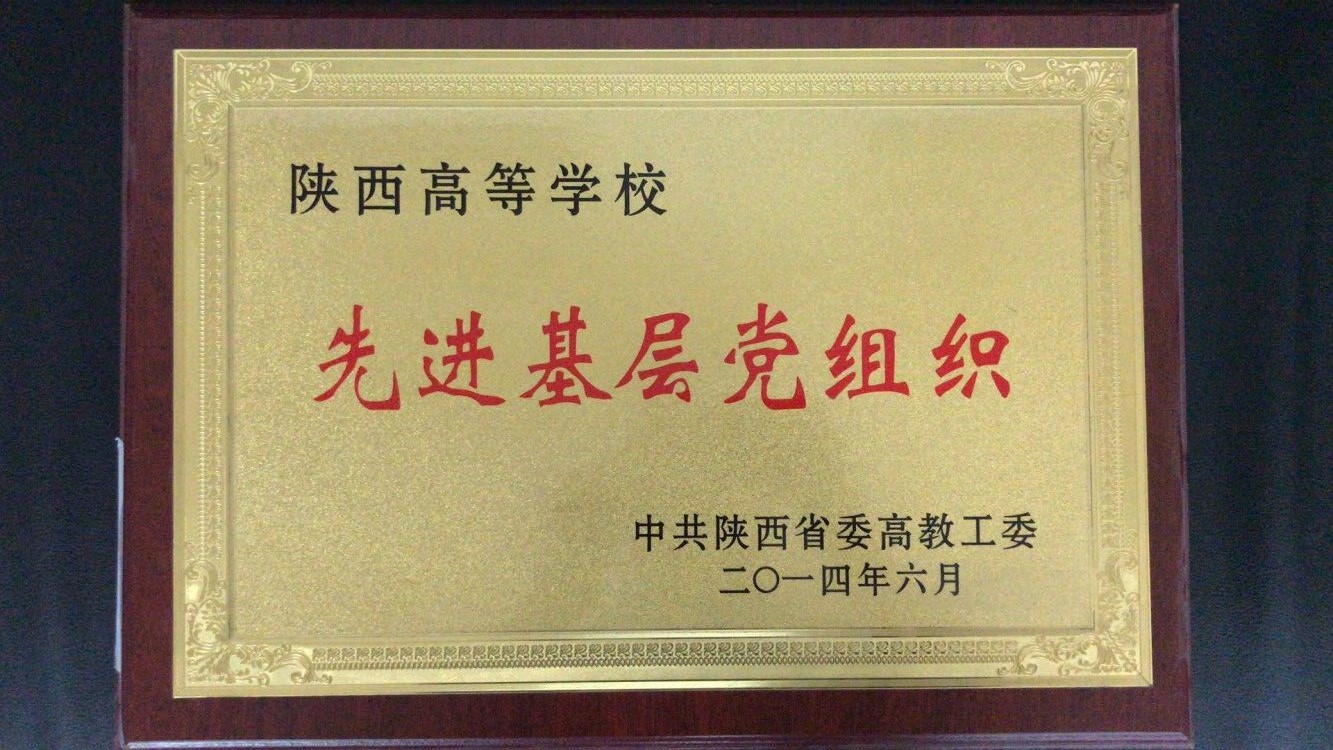 陕西高等学校
先进基层党组织
中共陕西省委高教工委
二〇一四年六月